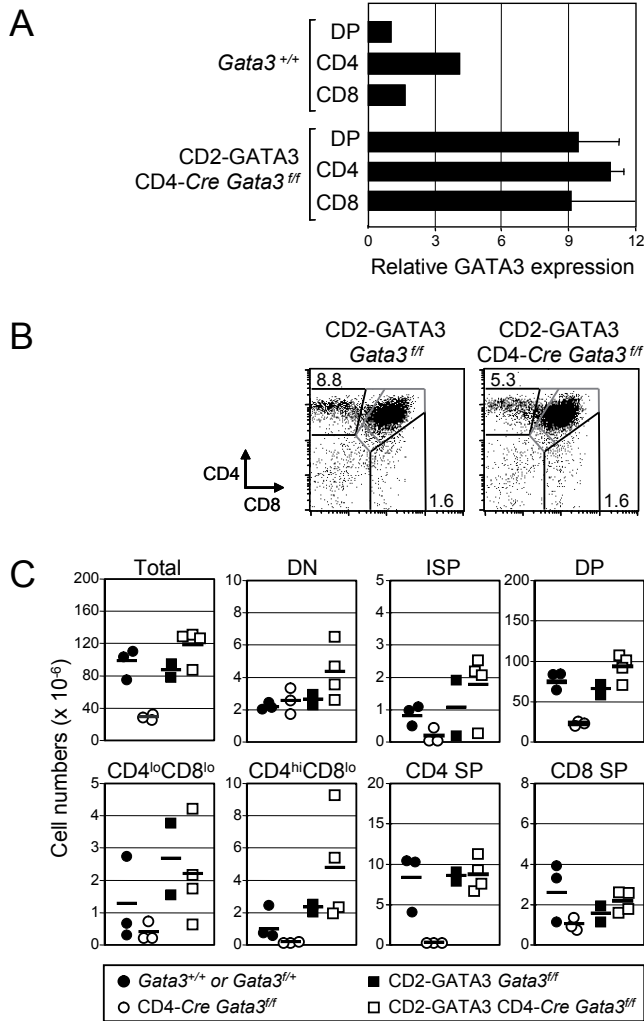 A
Gata3 +/+
DP
CD4
CD8
CD2-GATA3
CD4-Cre Gata3 f/f
DP
CD4
CD8
0 3 6 9 12
Relative GATA3 expression
B
CD2-GATA3
Gata3 f/f
CD2-GATA3
CD4-Cre Gata3 f/f
8.8
1.6
5.3
1.6
CD4
CD8
C
Cell numbers (x 10-6)
Total
200
160
120
80
40
0
DN
10
8
6
4
2
0
ISP
5
4
3
2
1
0
DP
200
150
100
50
0
CD4loCD8lo
5
4
3
2
1
0
CD4hiCD8lo
10
8
6
4
2
0
CD4 SP
20
15
10
5
0
CD8 SP
8
6
4
2
0
Gata3+/+ or Gata3f/+
CD2-GATA3 Gata3f/f
CD4-Cre Gata3f/f
CD2-GATA3 CD4-Cre Gata3f/f